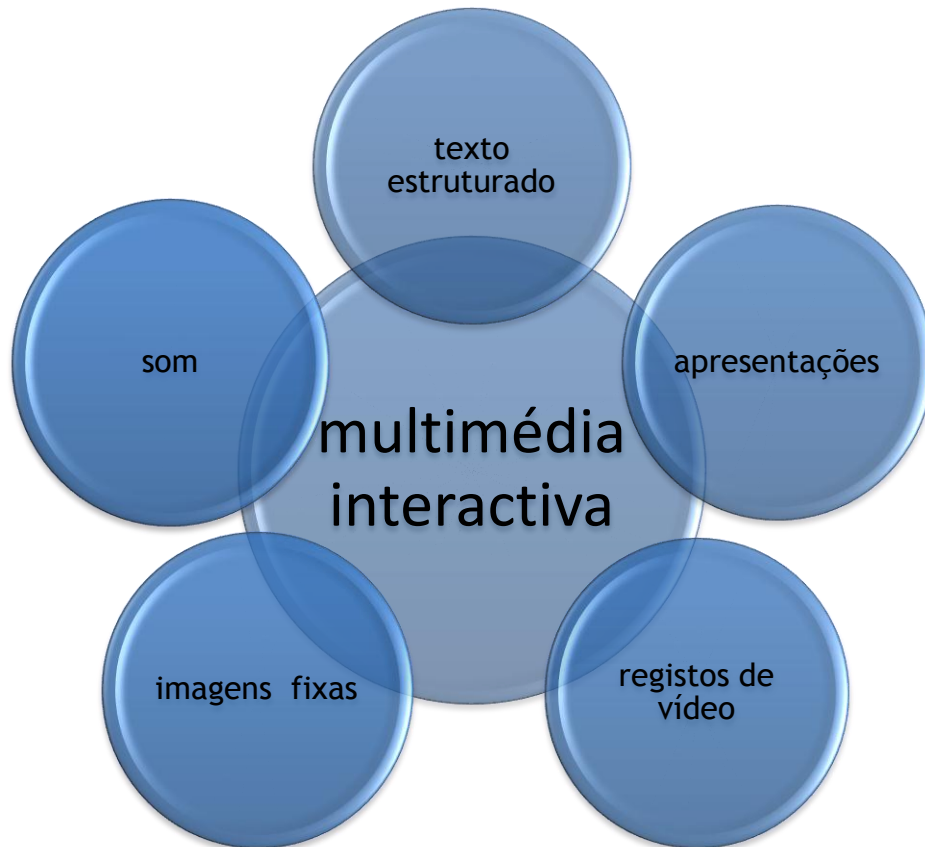 texto
estruturado
som
apresentações
multimédia
interactiva
imagens fixas
registos de
vídeo